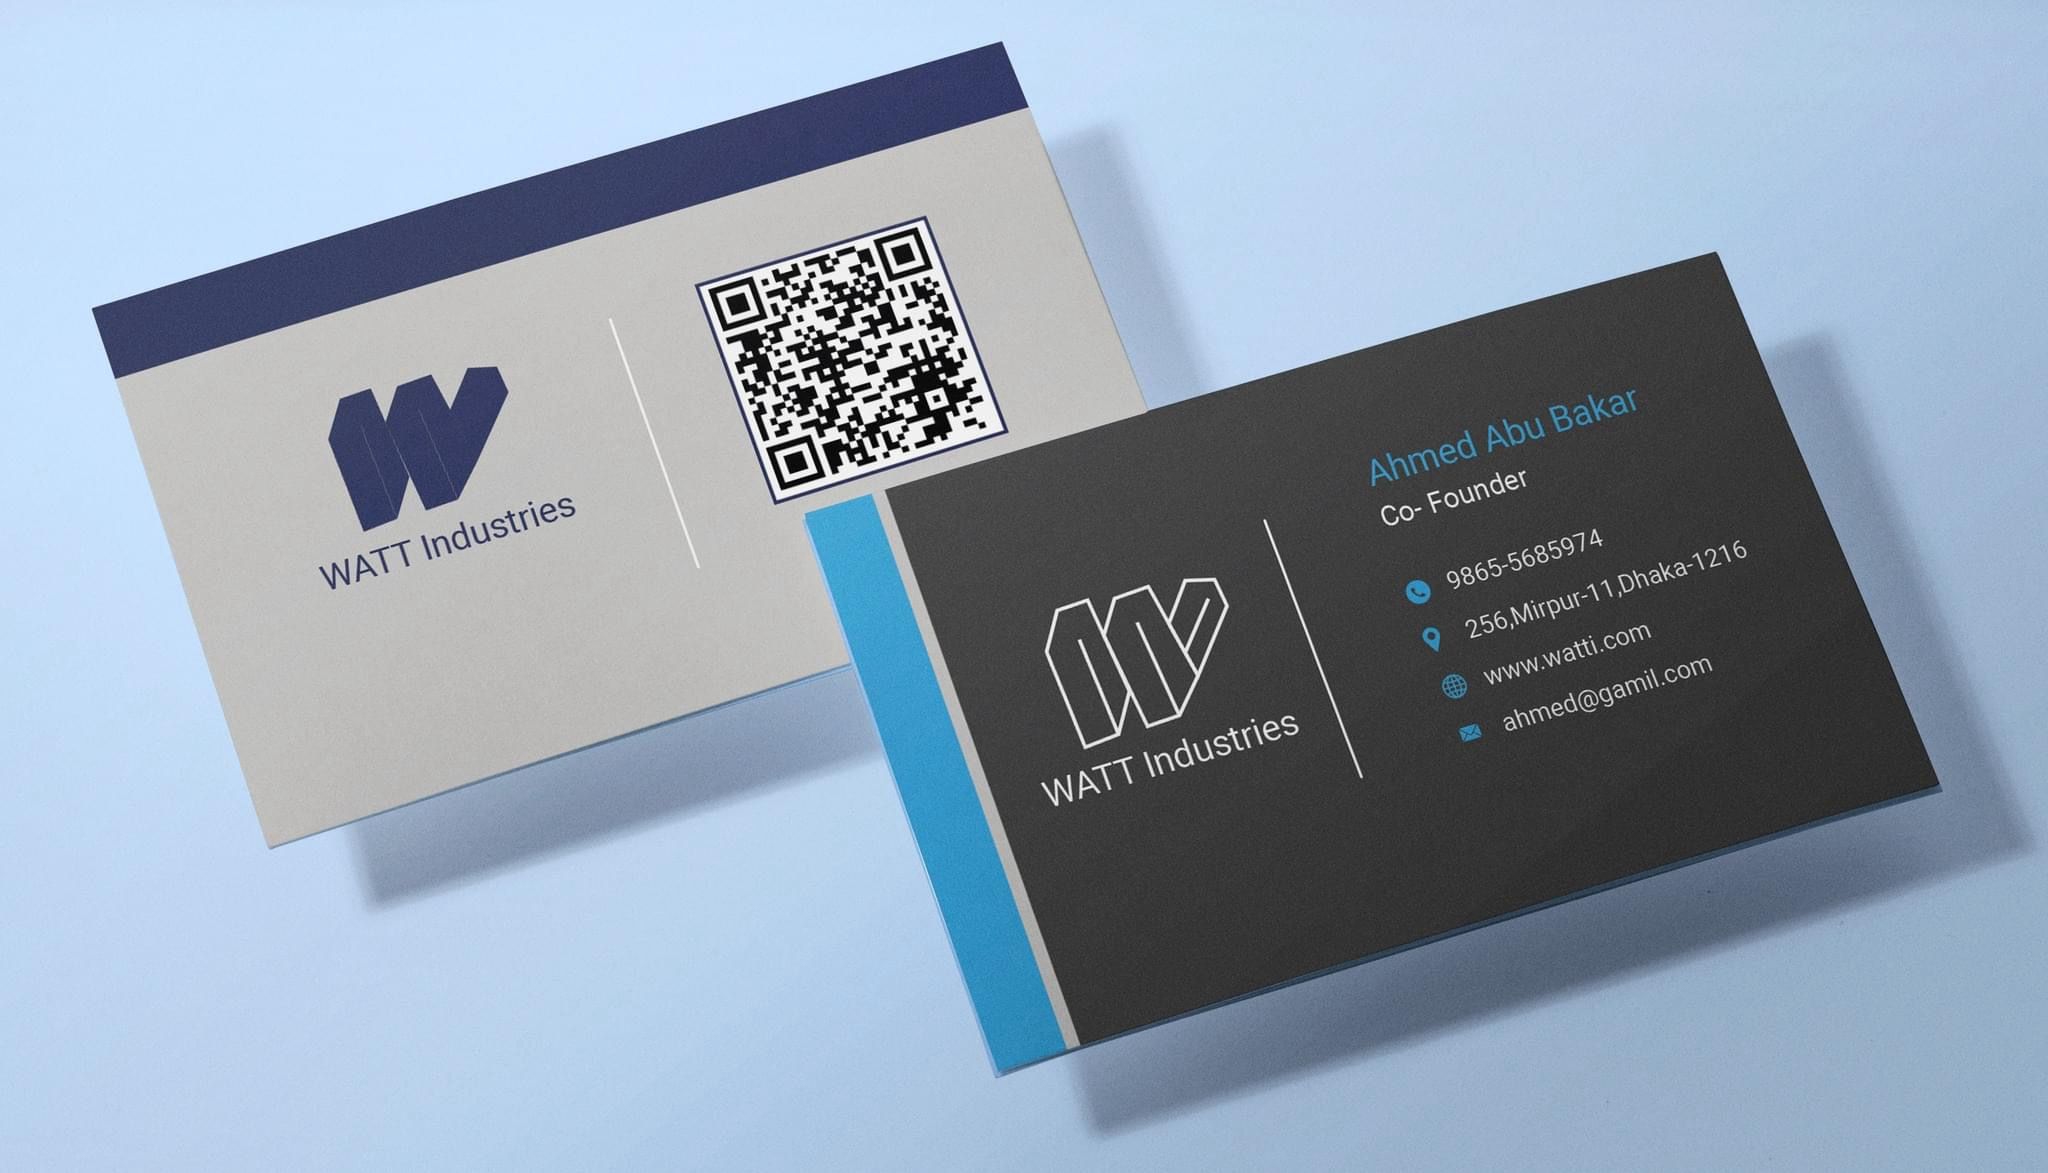 WATT Industries
WATT Industries
Ahmed Abu Bakar
Co- Founder
9865-5685974
256,Mirpur-11,Dhaka-1216
www.watti.com
ahmed@gamil.com